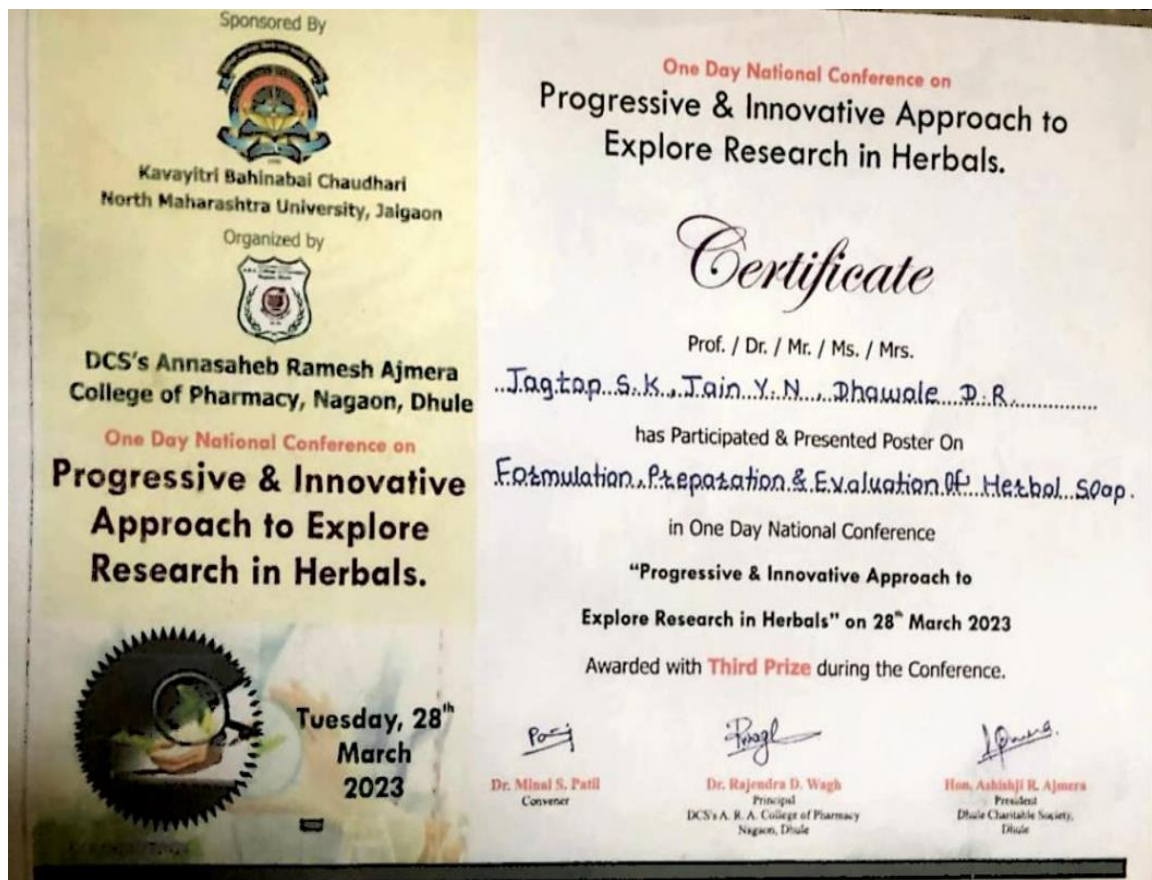 Sponsored By
Kavayitri Bahinabai Chaudhari
North Maharashtra University, Jalgaon
Organized by
DCS's Annasaheb Ramesh Ajmera
College of Pharmacy, Nagaon, Dhule
One Day National Conference on
Progressive & Innovative
Approach to Explore
Research in Herbals.
Tuesday, 28th
March
2023
One Day National Conference on
Progressive & Innovative Approach to
Explore Research in Herbals.
Certificate
Prof. / Dr. / Mr. / Ms. / Mrs.
Jagtap S.K., Jain Y.N., Dhawale D.R.
has Participated & Presented Poster On
Formulation, Preparation & Evaluation Of Herbal Soap.
in One Day National Conference
"Progressive & Innovative Approach to
Explore Research in Herbals" on 28th March 2023
Awarded with Third Prize during the Conference.
Dr. Minal S. Patil
Convener
Dr. Rajendra D. Wagh
Principal
DCS's A. R. A. College of Pharmacy
Nagaon, Dhule
Hon. Ashishji R. Ajmera
President
Dhule Charitable Society,
Dhule